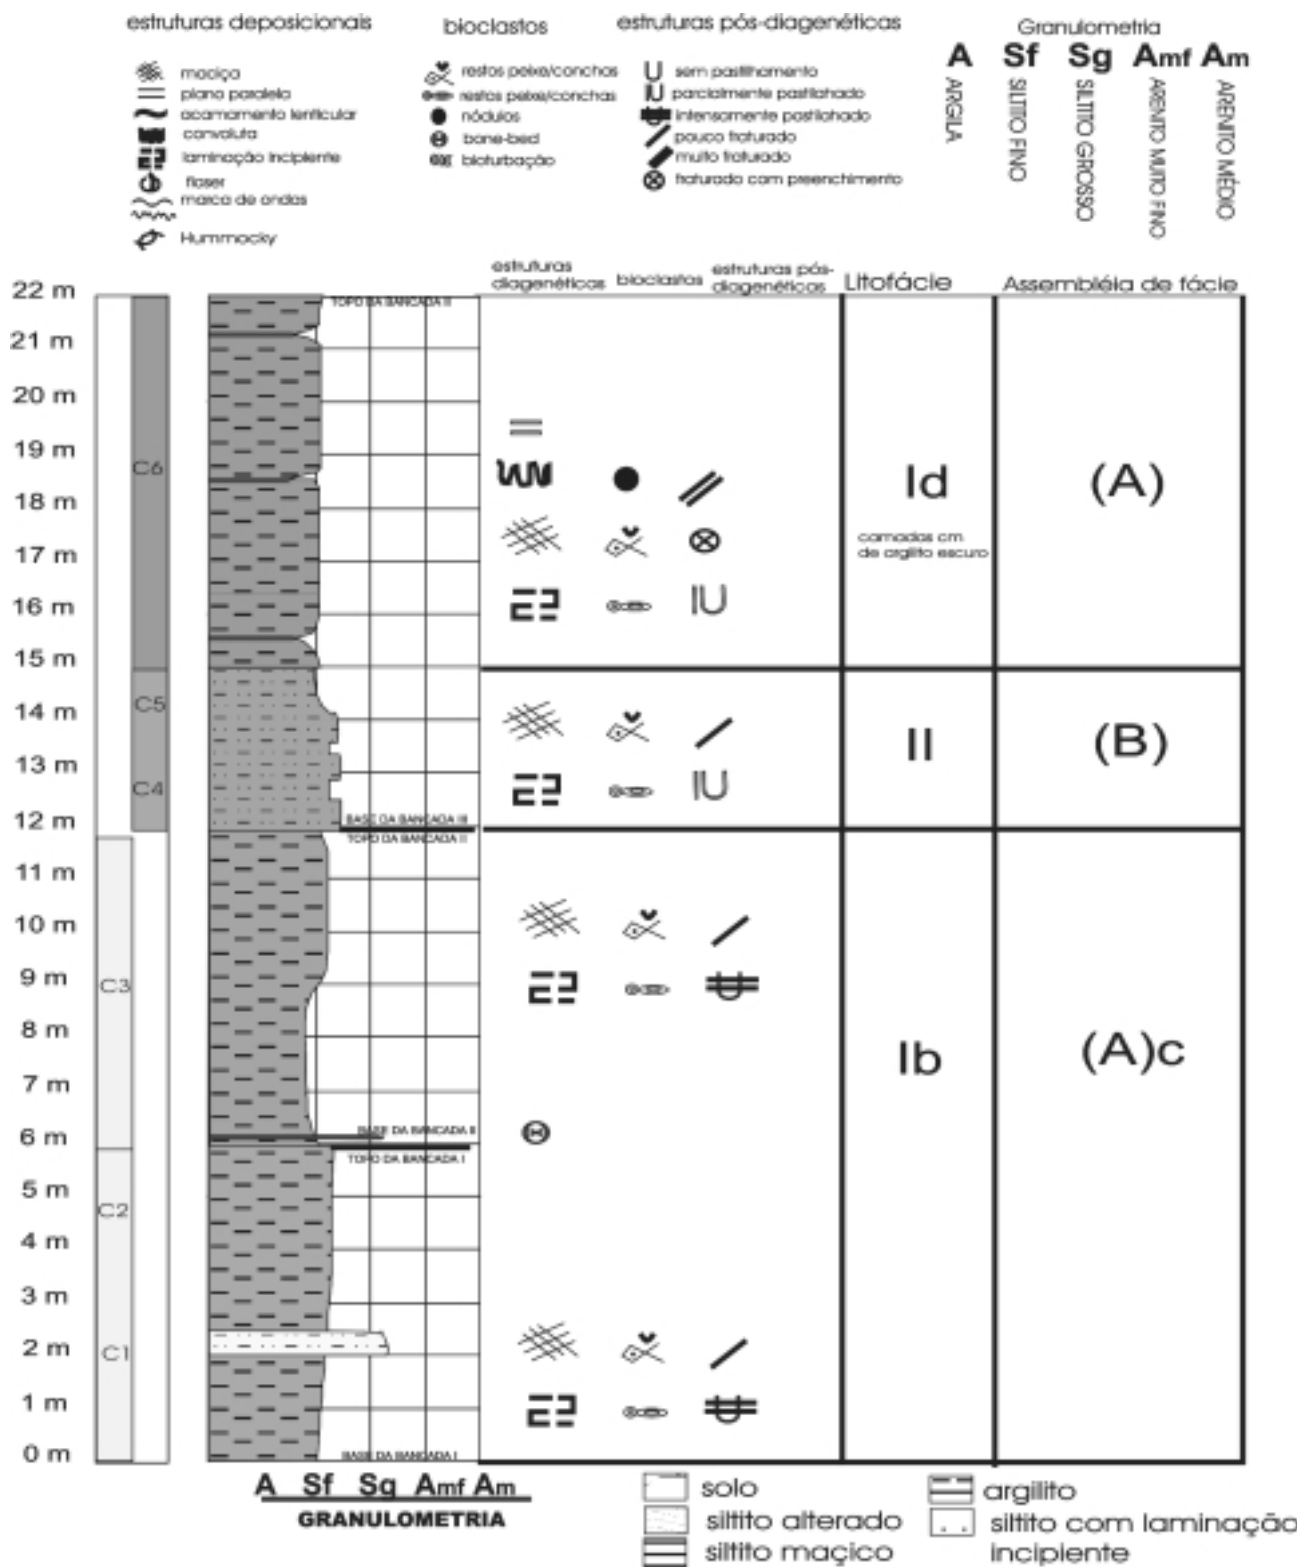 estruturas deposicionais
maciça
plano paralela
acamamento lenticular
convoluta
laminação incipiente
flaser
marca de ondas
Hummocky
bioclastos
restos peixe/conchas
restos peixe/conchas
nódulos
bone-bed
bioturbação
estruturas pós-diagenéticas
sem pastilhamento
parcialmente pastilahado
intensamente pastilahado
pouco fraturado
muito fraturado
fraturado com preenchimento
Granulometria
A Sf Sg Amf Am
ARGILA
SILTITO FINO
SILTITO GROSSO
ARENITO MUITO FINO
ARENITO MÉDIO
estruturas diagenéticas
bioclastos
estruturas pós-
diagenéticas
Litofácie
Assembléia de fácie
22 m
21 m
20 m
19 m
18 m
17 m
16 m
15 m
14 m
13 m
12 m
11 m
10 m
9 m
8 m
7 m
6 m
5 m
4 m
3 m
2 m
1 m
0 m
C6
C5
C4
C3
C2
C1
TOPO DA BANCADA II
BASE DA BANCADA III
TOPO DA BANCADA II
BASE DA BANCADA II
TOPO DA BANCADA I
BASE DA BANCADA I
Id
camadas cm
de argilito escuro
(A)
II
(B)
Ib
(A)c
A Sf Sg Amf Am
GRANULOMETRIA
solo
siltito alterado
siltito maçico
argilito
siltito com laminação
incipiente